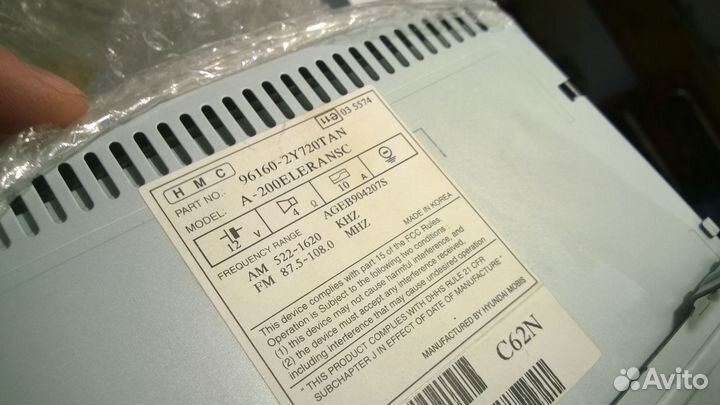 e11 03 5574
HMC
PART NO. 96160-2Y720TAN
MODEL: A-200ELERANSC
12 V 4 Ω 10 A
FREQUENCY RANGE AGEB904207S
AM 522-1620 KHZ
FM 87.5~108.0 MHZ
MADE IN KOREA
This device complies with part 15 of the FCC Rules.
Operation is Subject to the following two conditions
(1) this device may not cause harmful interference, and
(2) the device must accept any interference received,
including interference that may cause undesired operation
" THIS PRODUCT COMPLIES WITH DHHS RULE 21 CFR
SUBCHAPTER J IN EFFECT OF DATE OF MANUFACTURE "
MANUFACTURED BY HYUNDAI MOBIS
C62N
Avito